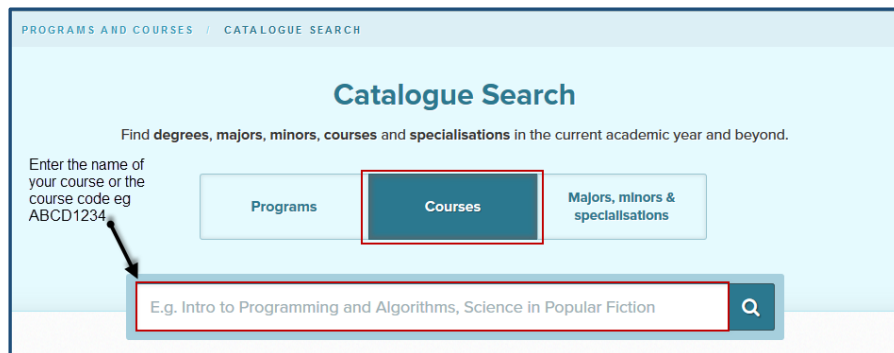 PROGRAMS AND COURSES / CATALOGUE SEARCH
Catalogue Search
Find degrees, majors, minors, courses and specialisations in the current academic year and beyond.
Enter the name of
your course or the
course code eg
ABCD1234
Programs
Courses
Majors, minors &
specialisations
E.g. Intro to Programming and Algorithms, Science in Popular Fiction